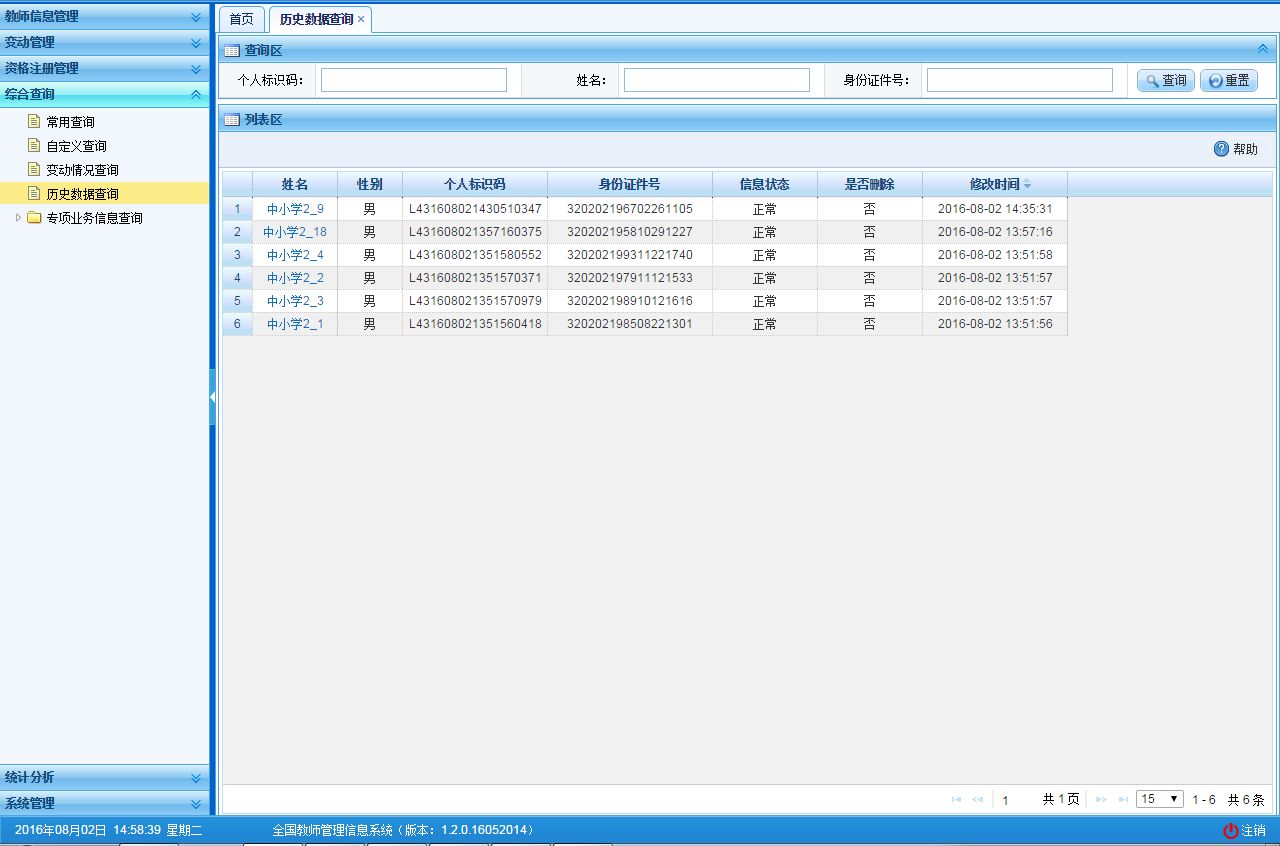 教师信息管理
变动管理
资格注册管理
综合查询
常用查询
自定义查询
变动情况查询
历史数据查询
专项业务信息查询
统计分析
系统管理
首页 历史数据查询 ×
查询区
个人标识码: 姓名: 身份证件号: 查询 重置
列表区
帮助
姓名 性别 个人标识码 身份证件号 信息状态 是否删除 修改时间
1 中小学2_9 男 L431608021430510347 320202196702261105 正常 否 2016-08-02 14:35:31
2 中小学2_18 男 L431608021357160375 320202195810291227 正常 否 2016-08-02 13:57:16
3 中小学2_4 男 L431608021351580552 320202199311221740 正常 否 2016-08-02 13:51:58
4 中小学2_2 男 L431608021351570371 320202197911121533 正常 否 2016-08-02 13:51:57
5 中小学2_3 男 L431608021351570979 320202198910121616 正常 否 2016-08-02 13:51:57
6 中小学2_1 男 L431608021351560418 320202198508221301 正常 否 2016-08-02 13:51:56
1 共 1 页 15 1 - 6 共 6 条
2016年08月02日 14:58:39 星期二 全国教师管理信息系统（版本：1.2.0.16052014） 注销